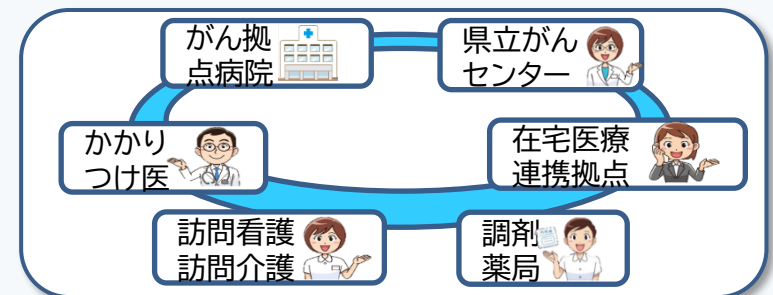 がん拠
点病院
県立がん
センター
かかり
つけ医
在宅医療
連携拠点
訪問看護
訪問介護
調剤
薬局